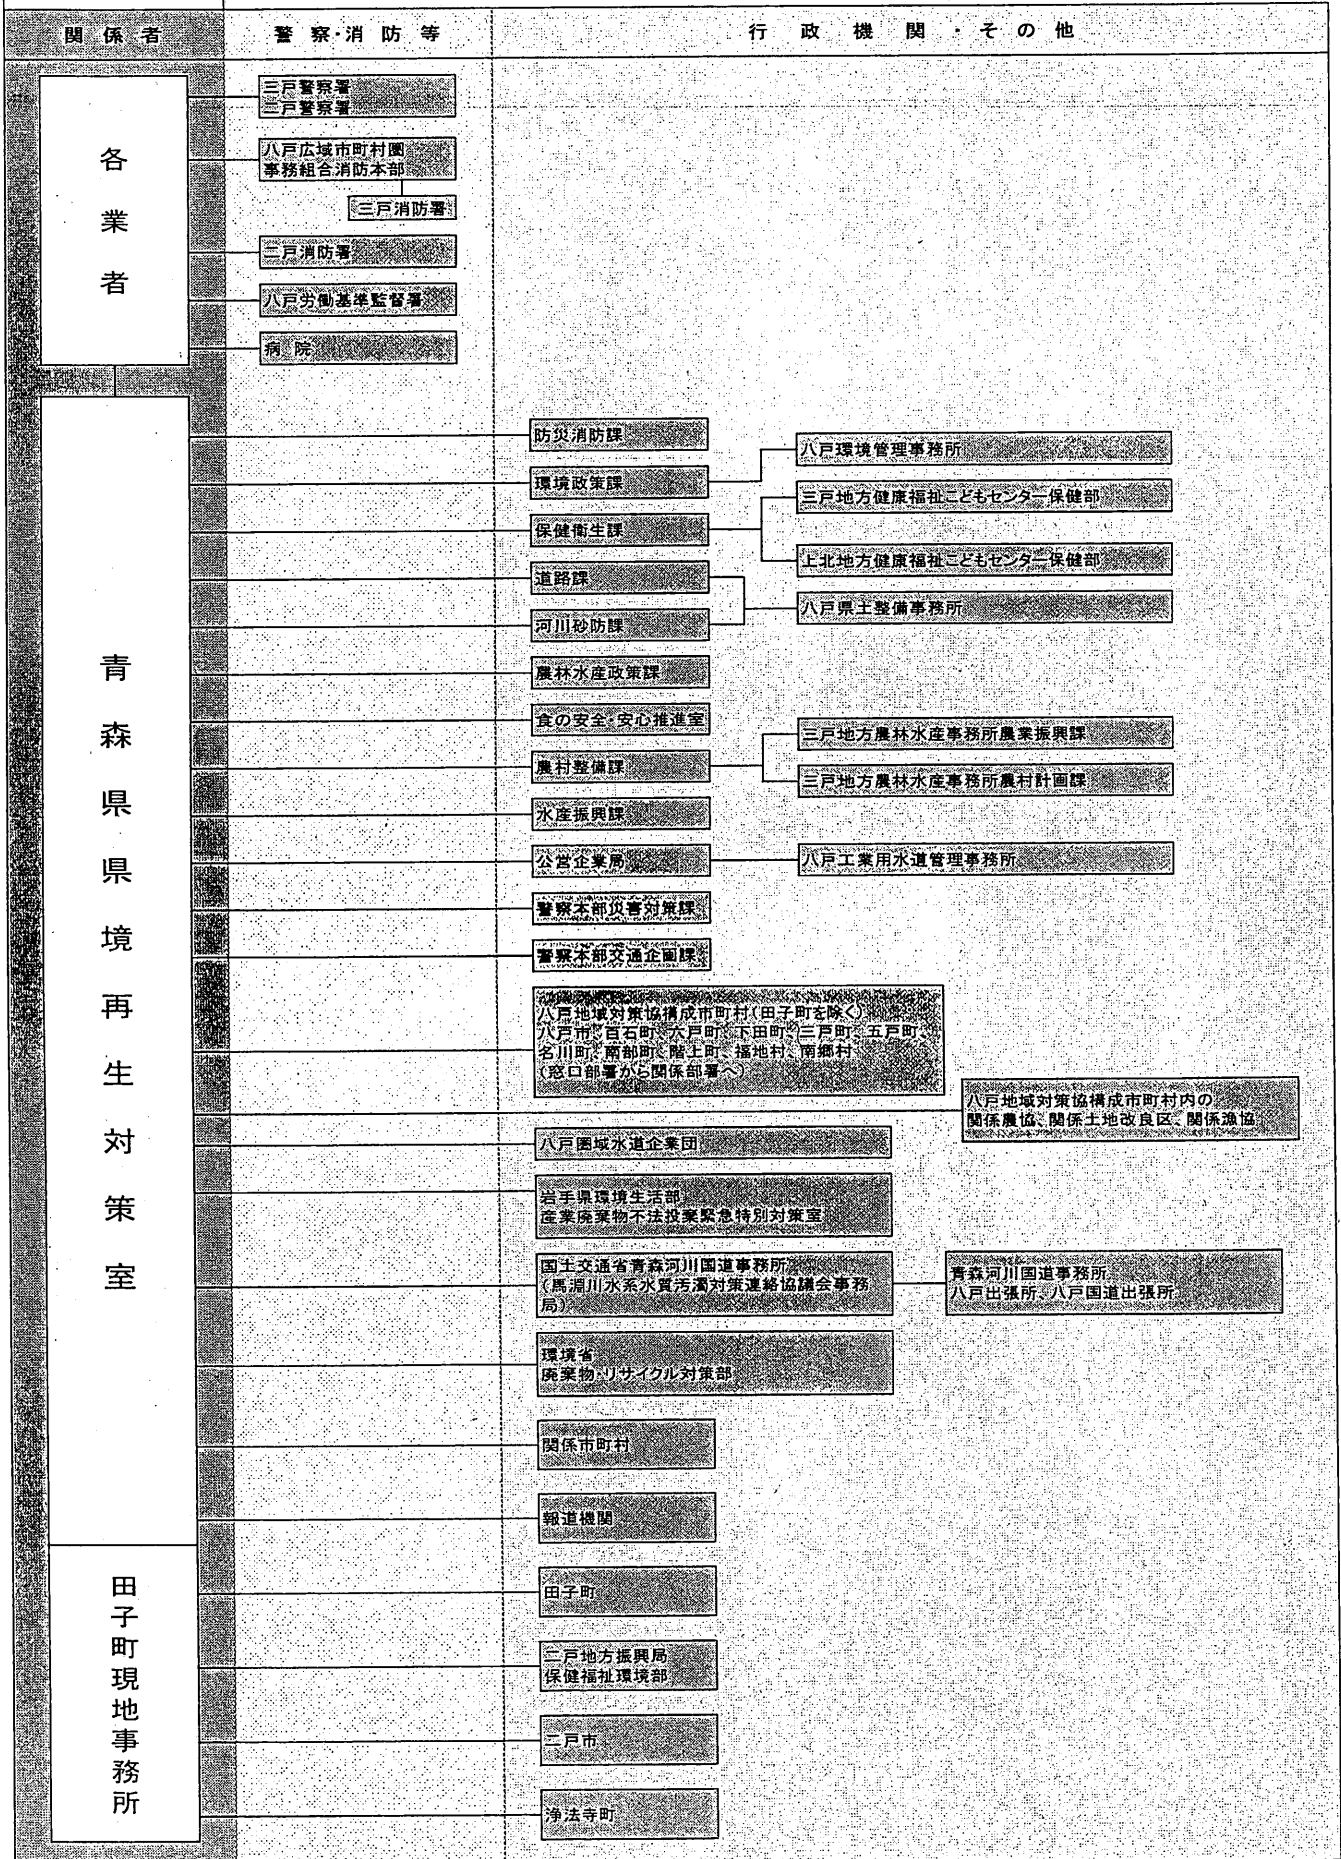 関係者
警察・消防等
行政機関・その他
各業者
三戸警察署
二戸警察署
八戸広域市町村圏
事務組合消防本部
三戸消防署
二戸消防署
八戸労働基準監督署
病院
青森県県境再生対策室
防災消防課
八戸環境管理事務所
環境政策課
三戸地方健康福祉こどもセンター保健部
保健衛生課
上北地方健康福祉こどもセンター保健部
道路課
八戸県土整備事務所
河川砂防課
農林水産政策課
食の安全・安心推進室
三戸地方農林水産事務所農業振興課
農村整備課
三戸地方農林水産事務所農村計画課
水産振興課
公営企業局
八戸工業用水道管理事務所
警察本部災害対策課
警察本部交通企画課
八戸地域対策協構成市町村(田子町を除く)
八戸市、百石町、六戸町、下田町、三戸町、五戸町、
名川町、南部町、階上町、福地村、南郷村
(窓口部署から関係部署へ)
八戸地域対策協構成市町村内の
関係農協、関係土地改良区、関係漁協
八戸圏域水道企業団
岩手県環境生活部
産業廃棄物不法投棄緊急特別対策室
国土交通省青森河川国道事務所
(馬淵川水系水質汚濁対策連絡協議会事務
局)
青森河川国道事務所
八戸出張所、八戸国道出張所
環境省
廃棄物・リサイクル対策部
関係市町村
報道機関
田子町現地事務所
田子町
二戸地方振興局
保健福祉環境部
二戸市
浄法寺町